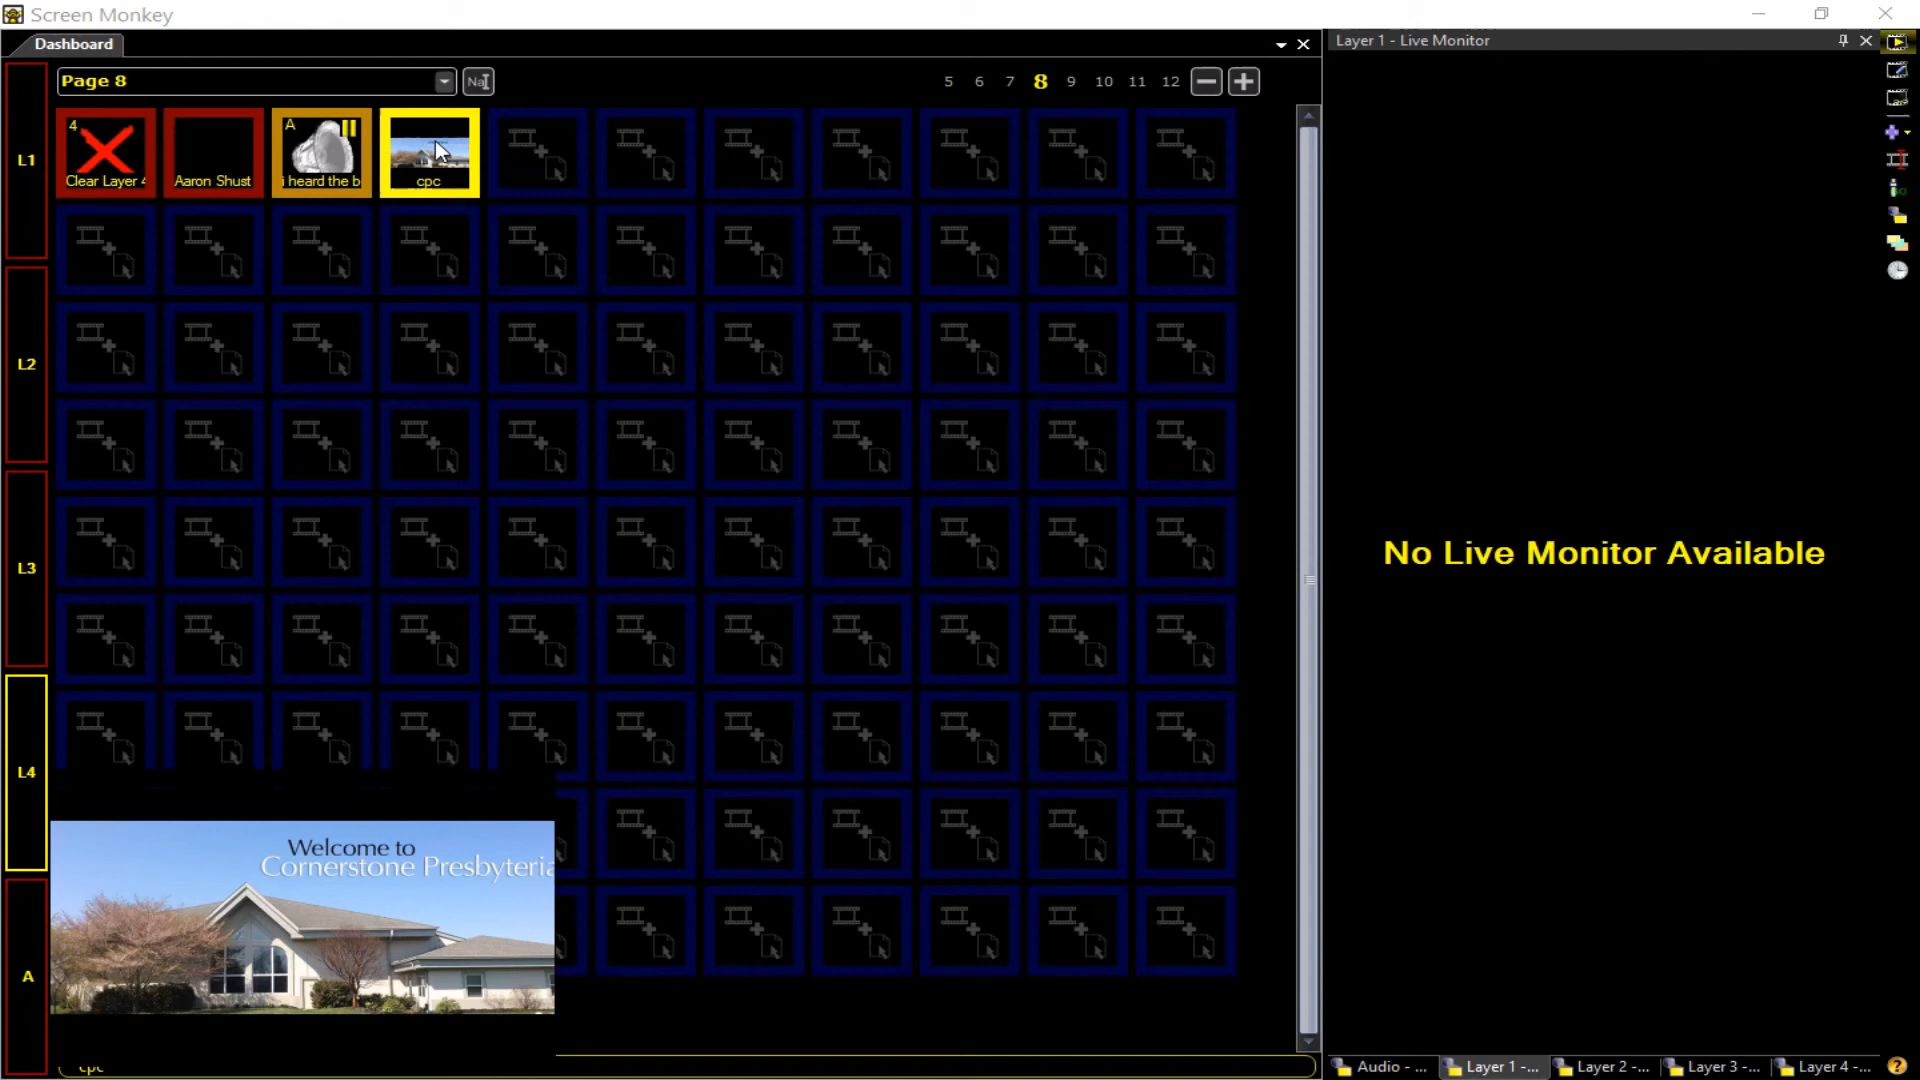 Screen Monkey
Dashboard
Layer 1 - Live Monitor
Page 8
5 6 7 8 9 10 11 12
L1
4
Clear Layer 4
Aaron Shust
A
i heard the b
cpc
L2
L3
L4
A
No Live Monitor Available
Welcome to
Cornerstone Presbyteria
cpc
Audio - ...
Layer 1 -...
Layer 2 -...
Layer 3 -...
Layer 4 -...
?